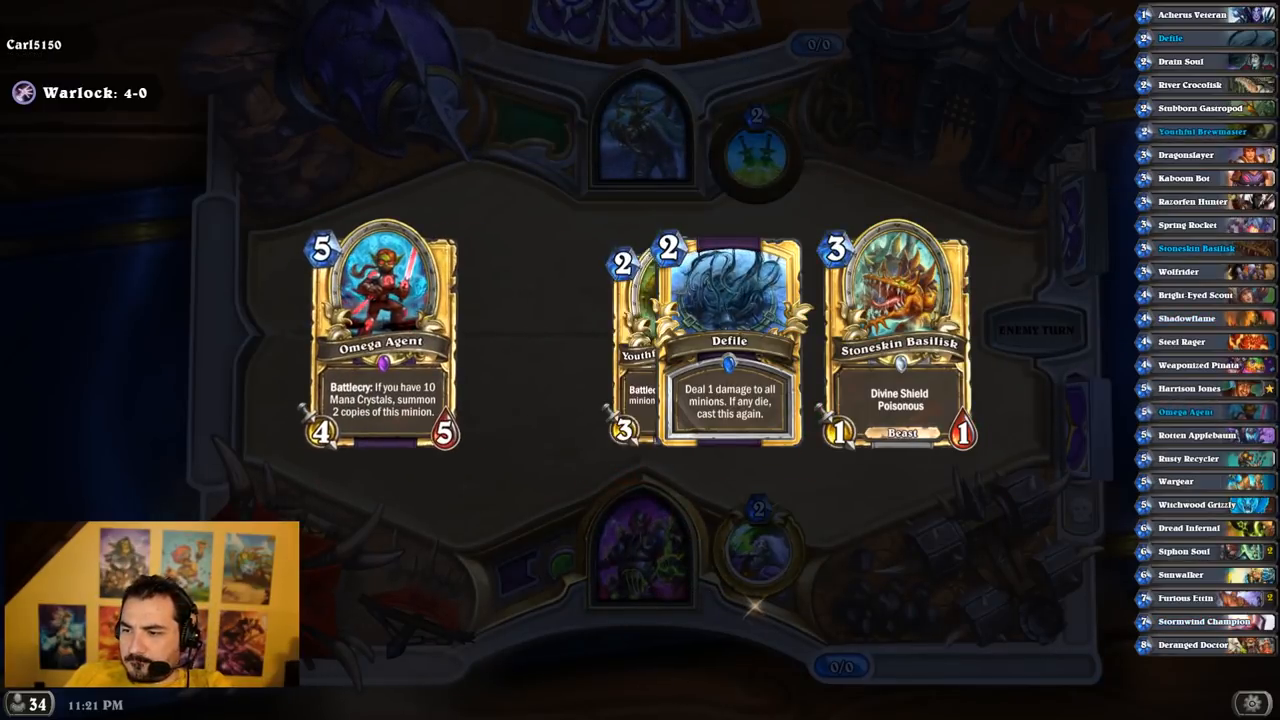 Carl5150
Warlock: 4-0
0/0
2
5
Omega Agent
Battlecry: If you have 10
Mana Crystals, summon
2 copies of this minion.
4
5
2
3
2
Defile
Deal 1 damage to all
minions. If any die,
cast this again.
3
Stoneskin Basilisk
Divine Shield
Poisonous
Beast
1
1
ENEMY TURN
2
0/0
34
11:21 PM
1 Acherus Veteran
2 Defile
2 Drain Soul
2 River Crocolisk
2 Stubborn Gastropod
2 Youthful Brewmaster
3 Dragonslayer
3 Kaboom Bot
3 Razorfen Hunter
3 Spring Rocket
3 Stoneskin Basilisk
3 Wolfrider
4 Bright-Eyed Scout
4 Shadowflame
4 Steel Rager
4 Weaponized Pinata
5 Harrison Jones
5 Omega Agent
5 Rotten Applebaum
5 Rusty Recycler
5 Wargear
5 Witchwood Grizzly
6 Dread Infernal
6 Siphon Soul 2
6 Sunwalker
7 Furious Ettin 2
7 Stormwind Champion
8 Deranged Doctor